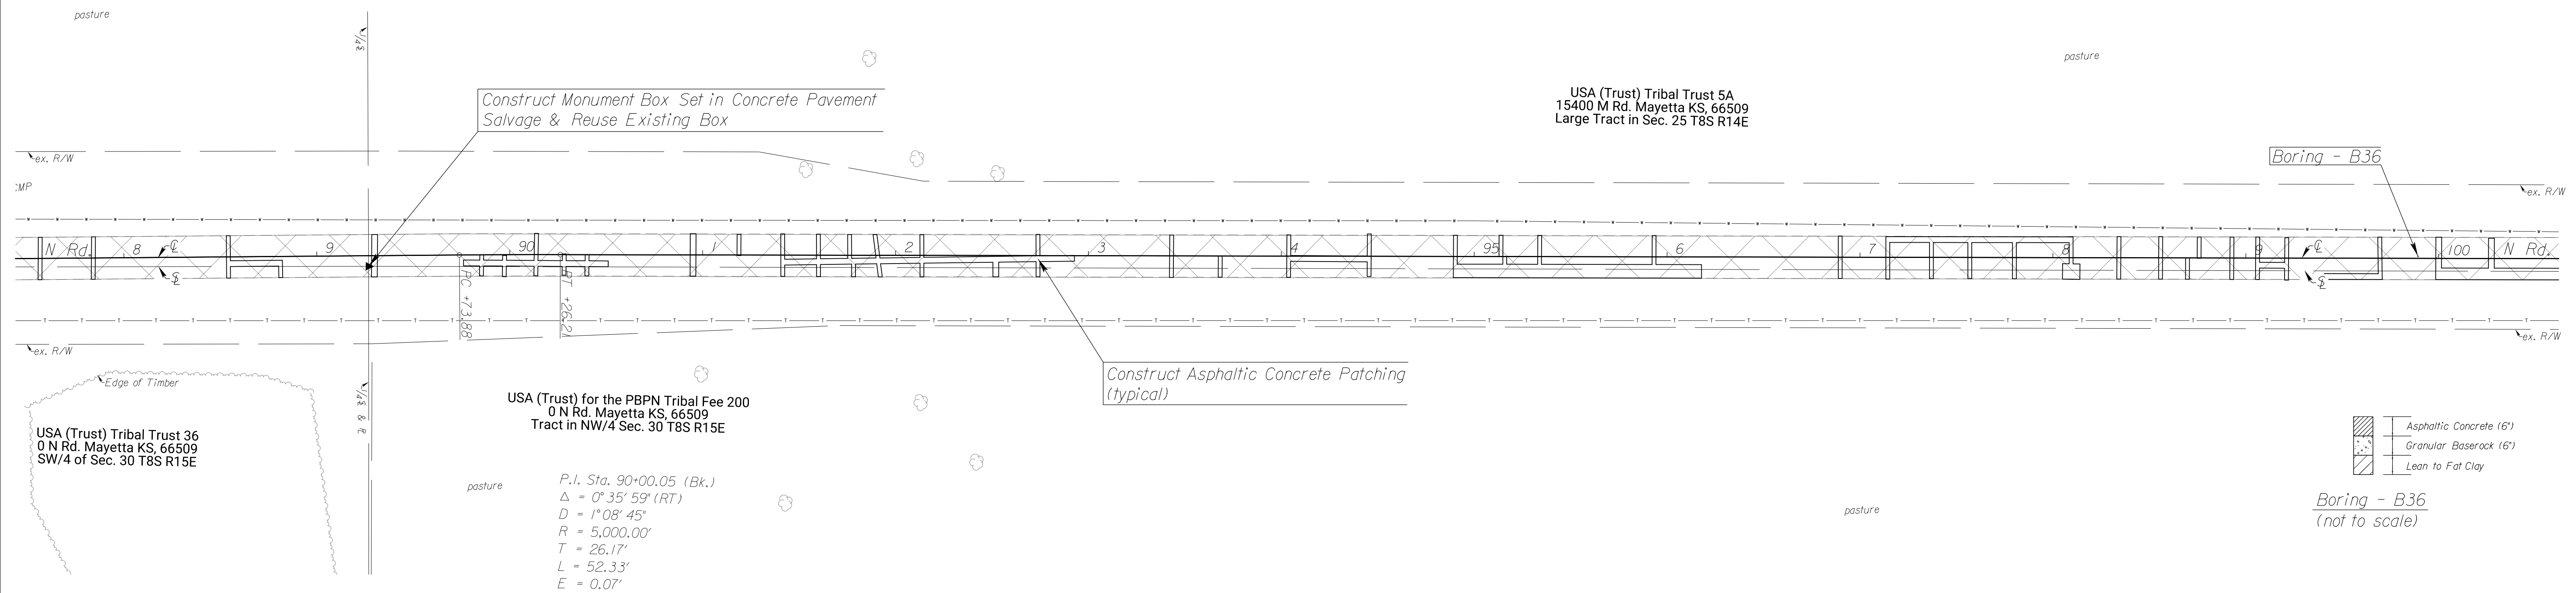 pasture
pasture
1/4 S
USA (Trust) Tribal Trust 5A
15400 M Rd. Mayetta KS, 66509
Large Tract in Sec. 25 T8S R14E
Construct Monument Box Set in Concrete Pavement
Salvage & Reuse Existing Box
Boring - B36
ex. R/W
CMP
ex. R/W
N Rd.
8
℄
9
90
1
2
3
4
95
6
7
8
9
℄
100
N Rd.
PC +73.88
PT +26.21
ex. R/W
ex. R/W
Edge of Timber
Construct Asphaltic Concrete Patching
(typical)
USA (Trust) for the PBPN Tribal Fee 200
0 N Rd. Mayetta KS, 66509
Tract in NW/4 Sec. 30 T8S R15E
USA (Trust) Tribal Trust 36
0 N Rd. Mayetta KS, 66509
SW/4 of Sec. 30 T8S R15E
pasture
P.I. Sta. 90+00.05 (Bk.)
Δ = 0°35'59" (RT)
D = 1°08'45"
R = 5,000.00'
T = 26.17'
L = 52.33'
E = 0.07'
pasture
Asphaltic Concrete (6")
Granular Baserock (6")
Lean to Fat Clay
Boring - B36
(not to scale)